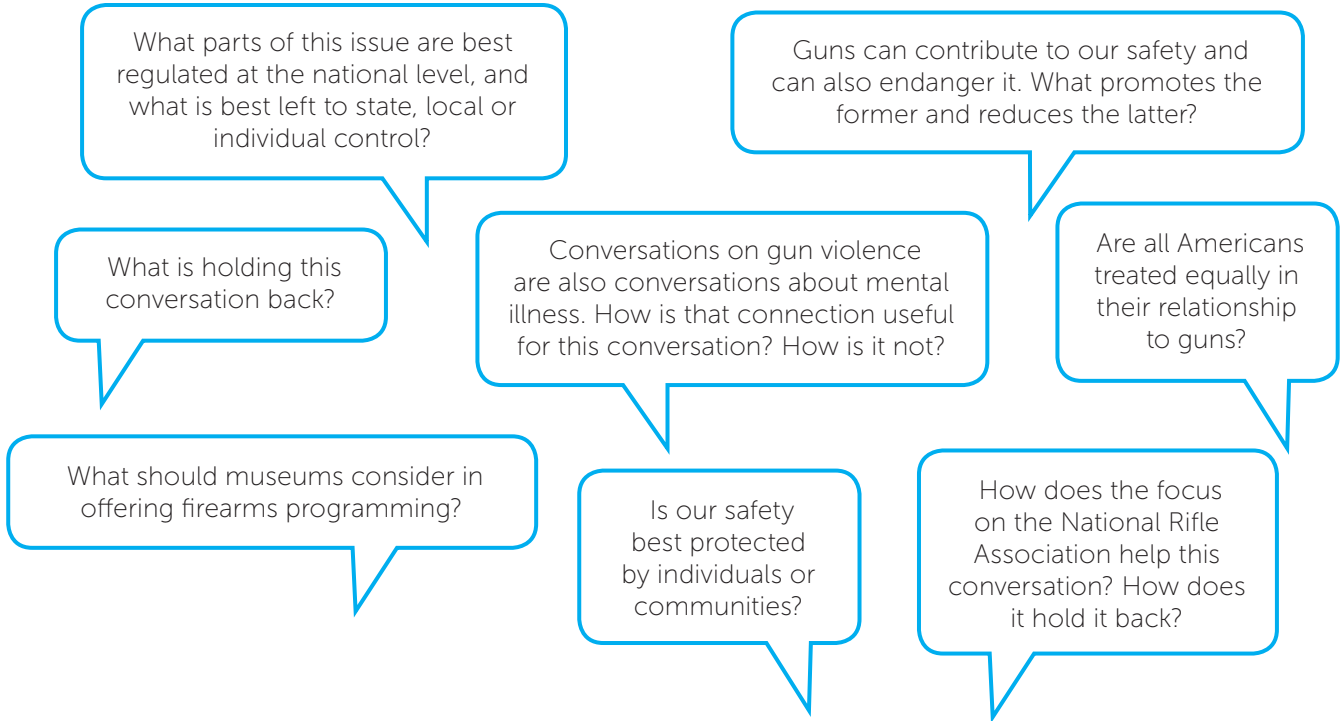 What parts of this issue are best
regulated at the national level, and
what is best left to state, local or
individual control?
Guns can contribute to our safety and
can also endanger it. What promotes the
former and reduces the latter?
What is holding this
conversation back?
Conversations on gun violence
are also conversations about mental
illness. How is that connection useful
for this conversation? How is it not?
Are all Americans
treated equally in
their relationship
to guns?
What should museums consider in
offering firearms programming?
Is our safety
best protected
by individuals or
communities?
How does the focus
on the National Rifle
Association help this
conversation? How does
it hold it back?